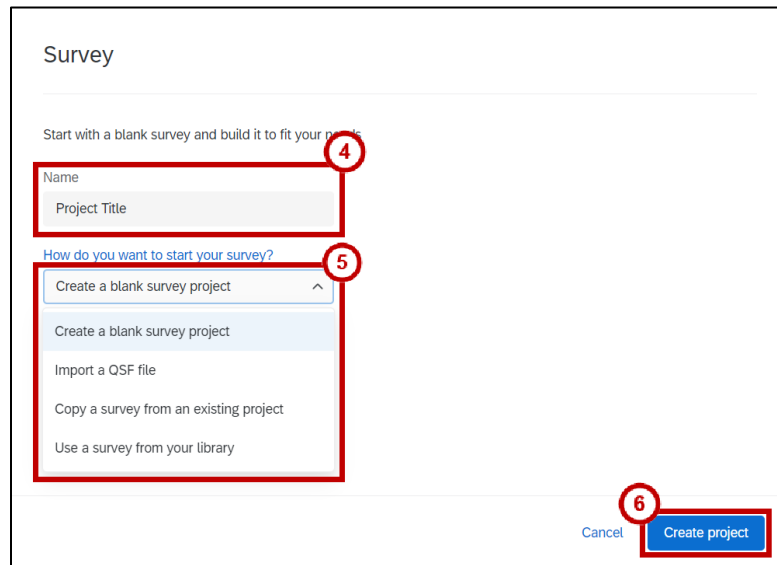 Survey
Start with a blank survey and build it to fit your needs
4
Name
Project Title
How do you want to start your survey?
5
Create a blank survey project
Create a blank survey project
Import a QSF file
Copy a survey from an existing project
Use a survey from your library
6
Cancel
Create project